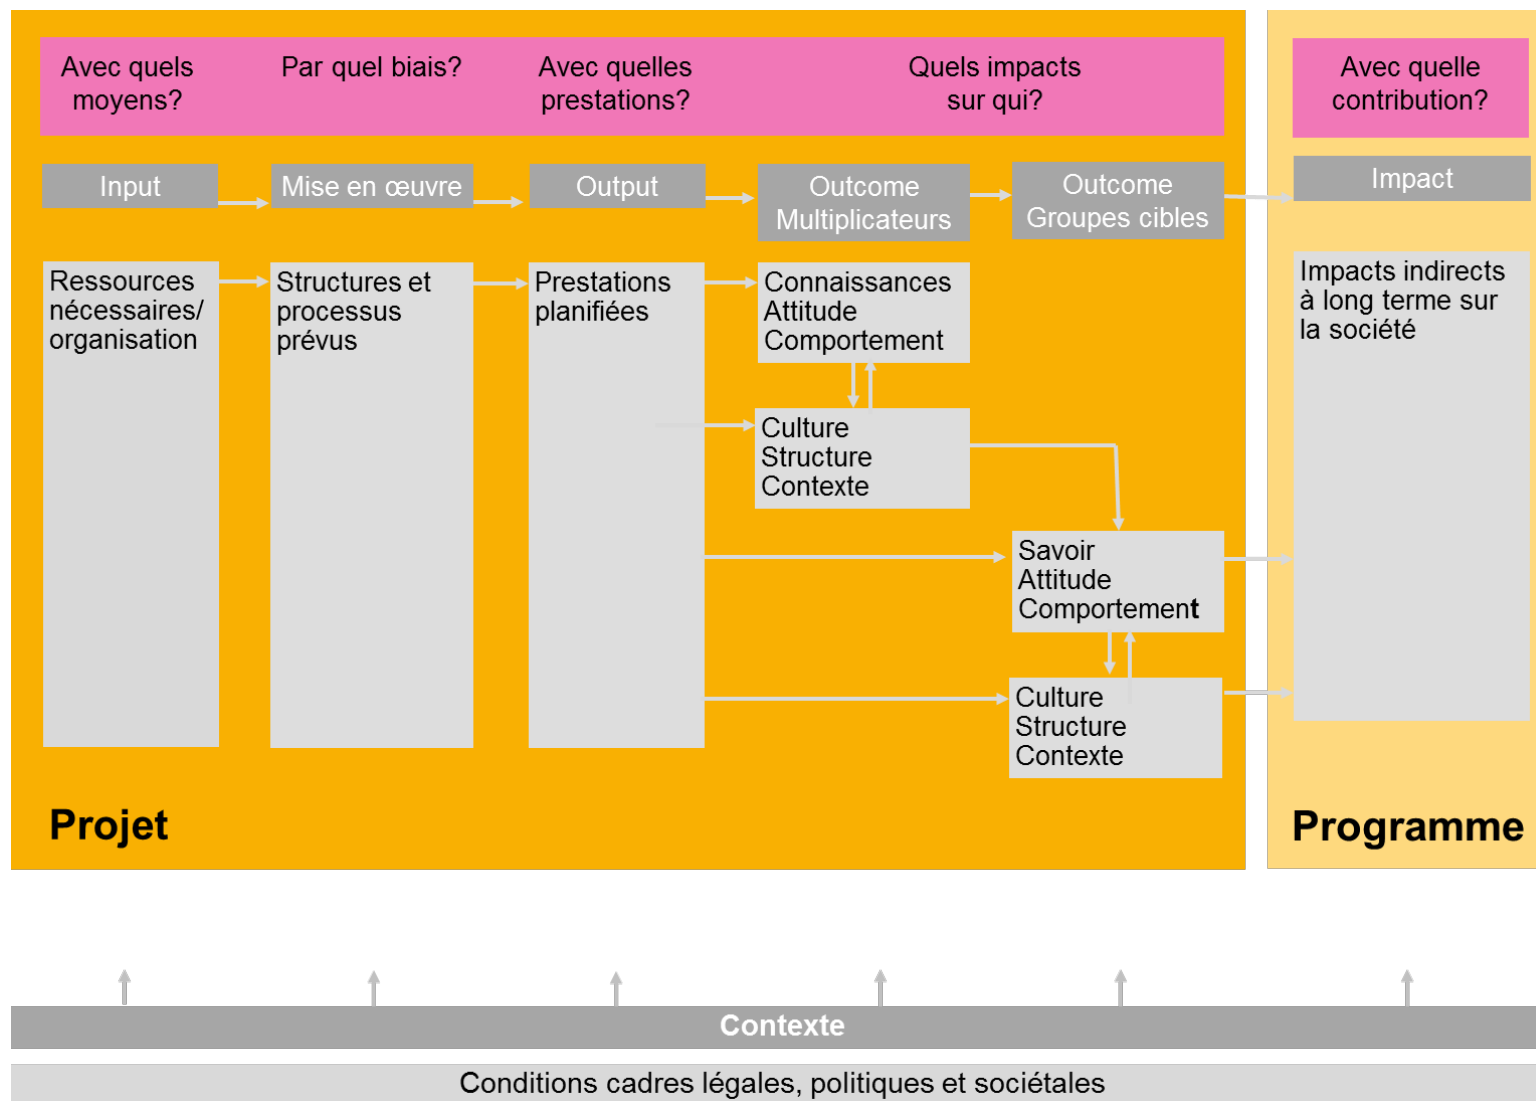 Avec quels
moyens?
Par quel biais?
Avec quelles
prestations?
Quels impacts
sur qui?
Avec quelle
contribution?
Input
Mise en œuvre
Output
Outcome
Multiplicateurs
Outcome
Groupes cibles
Impact
Ressources
nécessaires/
organisation
Structures et
processus
prévus
Prestations
planifiées
Connaissances
Attitude
Comportement
Culture
Structure
Contexte
Savoir
Attitude
Comportement
Culture
Structure
Contexte
Impacts indirects
à long terme sur
la société
Projet
Programme
Contexte
Conditions cadres légales, politiques et sociétales